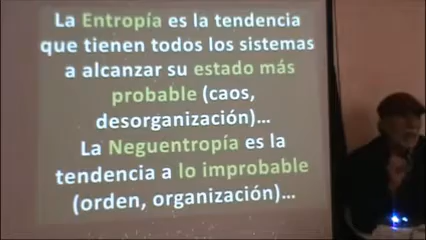 La Entropía es la tendencia
que tienen todos los sistemas
a alcanzar su estado más
probable (caos,
desorganización)...
La Neguentropía es la
tendencia a lo improbable
(orden, organización)...